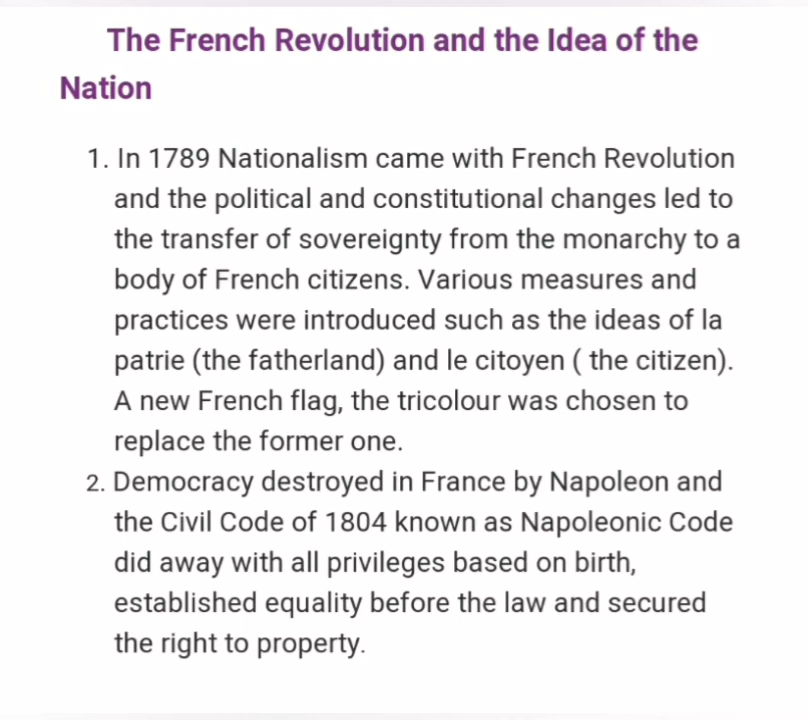 The French Revolution and the Idea of the
Nation
1. In 1789 Nationalism came with French Revolution
and the political and constitutional changes led to
the transfer of sovereignty from the monarchy to a
body of French citizens. Various measures and
practices were introduced such as the ideas of la
patrie (the fatherland) and le citoyen ( the citizen).
A new French flag, the tricolour was chosen to
replace the former one.
2. Democracy destroyed in France by Napoleon and
the Civil Code of 1804 known as Napoleonic Code
did away with all privileges based on birth,
established equality before the law and secured
the right to property.